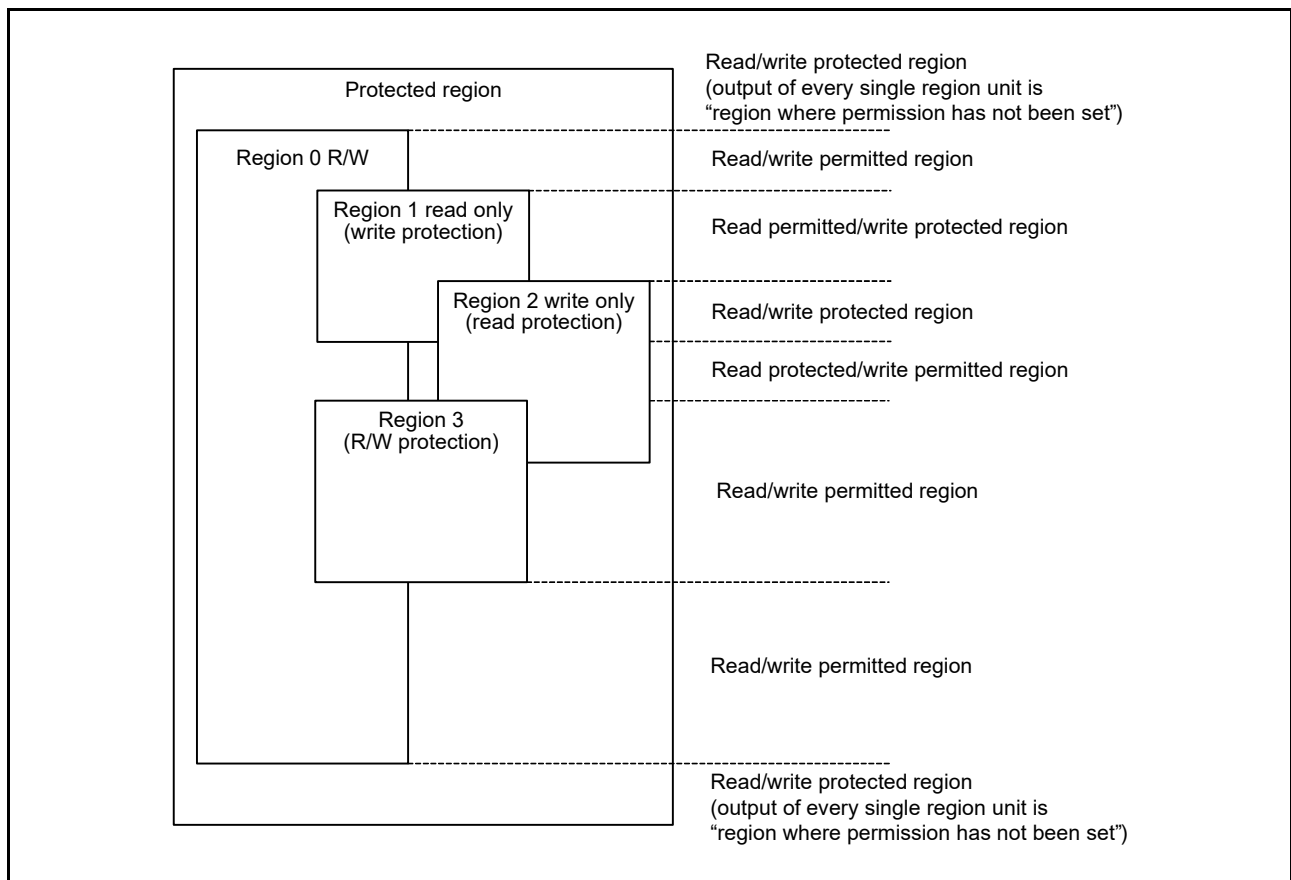 Protected region
Region 0 R/W
Region 1 read only
(write protection)
Region 2 write only
(read protection)
Region 3
(R/W protection)
Read/write protected region
(output of every single region unit is
“region where permission has not been set”)
Read/write permitted region
Read permitted/write protected region
Read/write protected region
Read protected/write permitted region
Read/write permitted region
Read/write permitted region
Read/write protected region
(output of every single region unit is
“region where permission has not been set”)